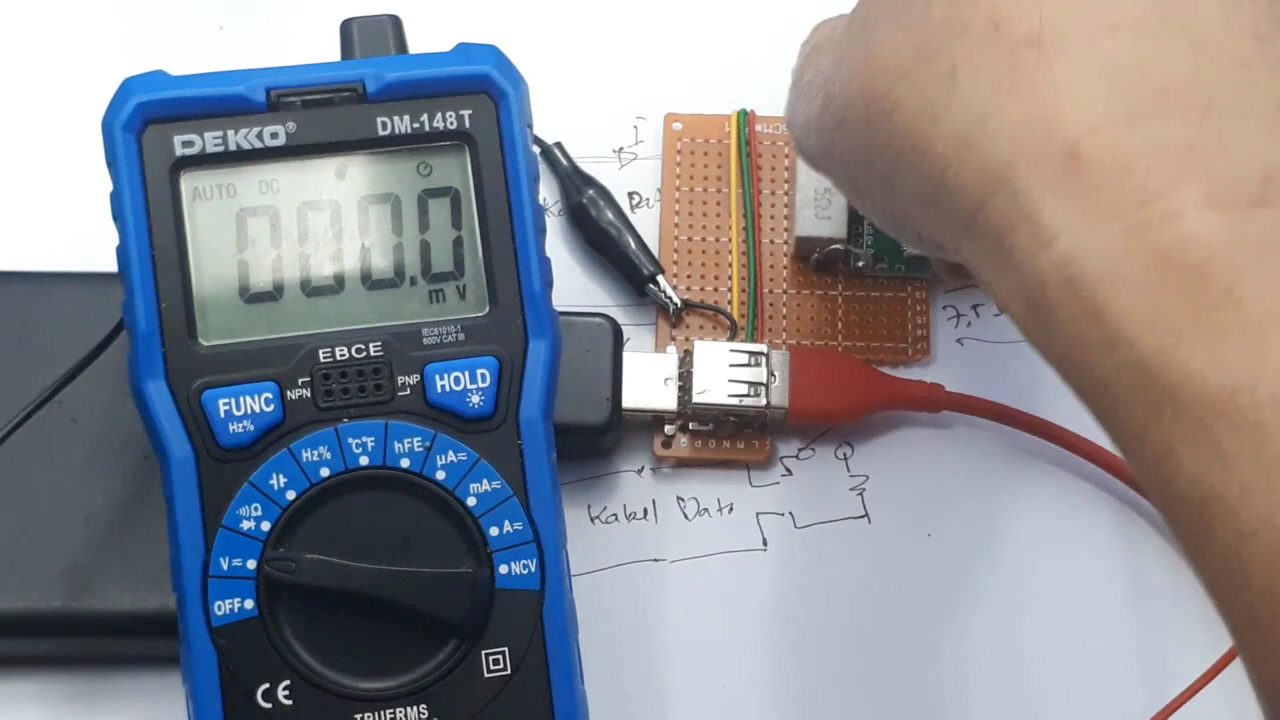 DEKKO®
DM-148T
AUTO DC
000.0
m V
IEC61010-1
600V CAT III
EBCE
NPN
PNP
FUNC
Hz%
HOLD
Hz%
°C°F
hFE
µA≂
mA≂
A≂
NCV
Ω
V≂
OFF
CE
TRUERMS
5ΩJ
L M N O P Q
Kabel Data